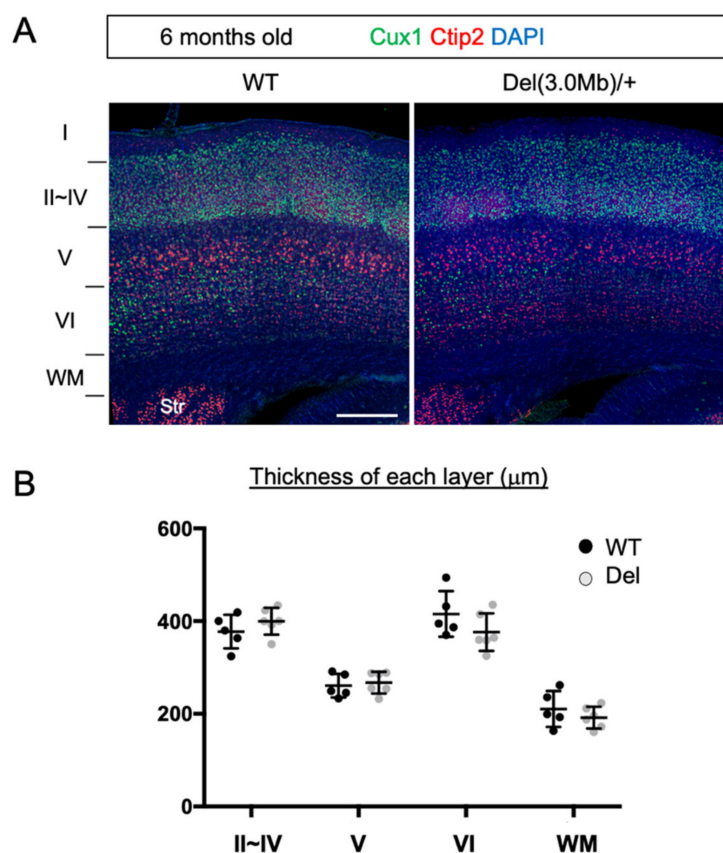 A
6 months old Cux1 Ctip2 DAPI
WT Del(3.0Mb)/+
I
II~IV
V
VI
WM
Str
B
Thickness of each layer (μm)
600
400
200
0
WT
Del
II~IV V VI WM